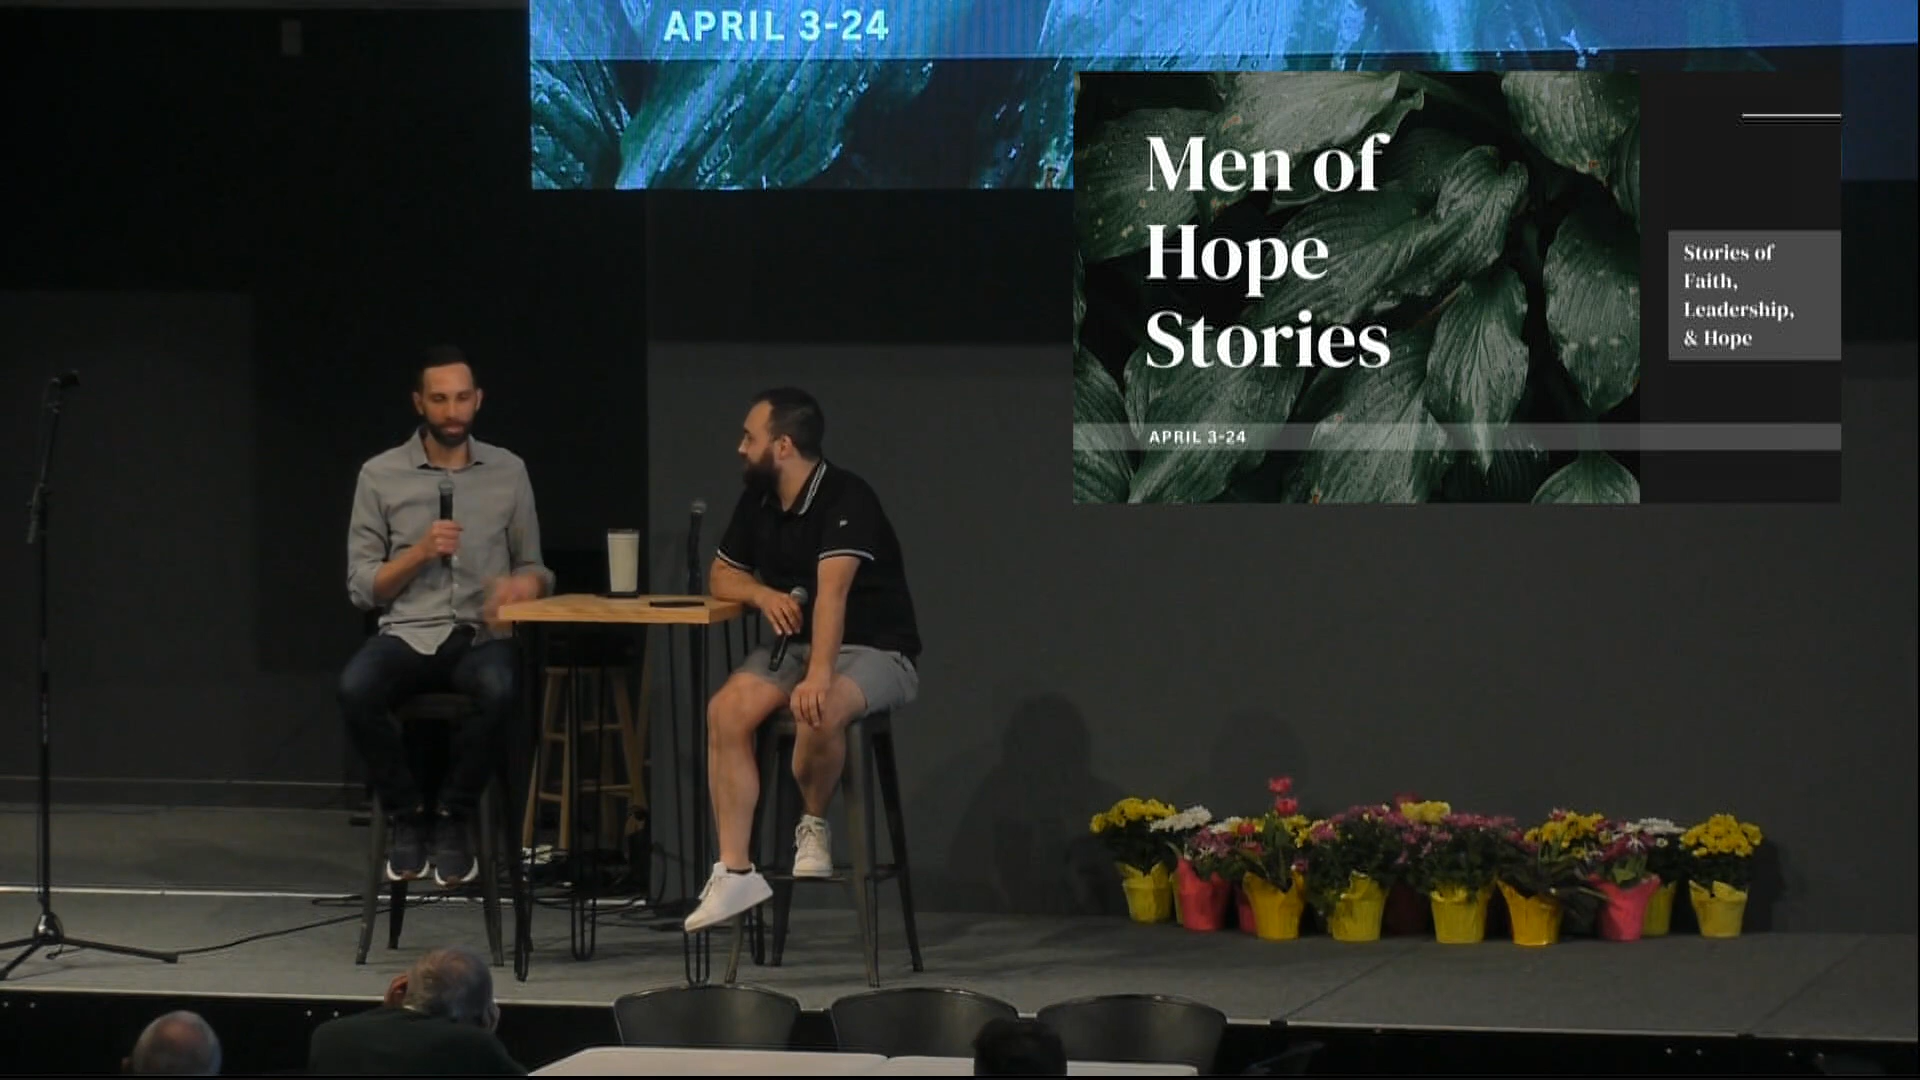 APRIL 3-24
Men of
Hope
Stories
APRIL 3-24
Stories of
Faith,
Leadership,
& Hope